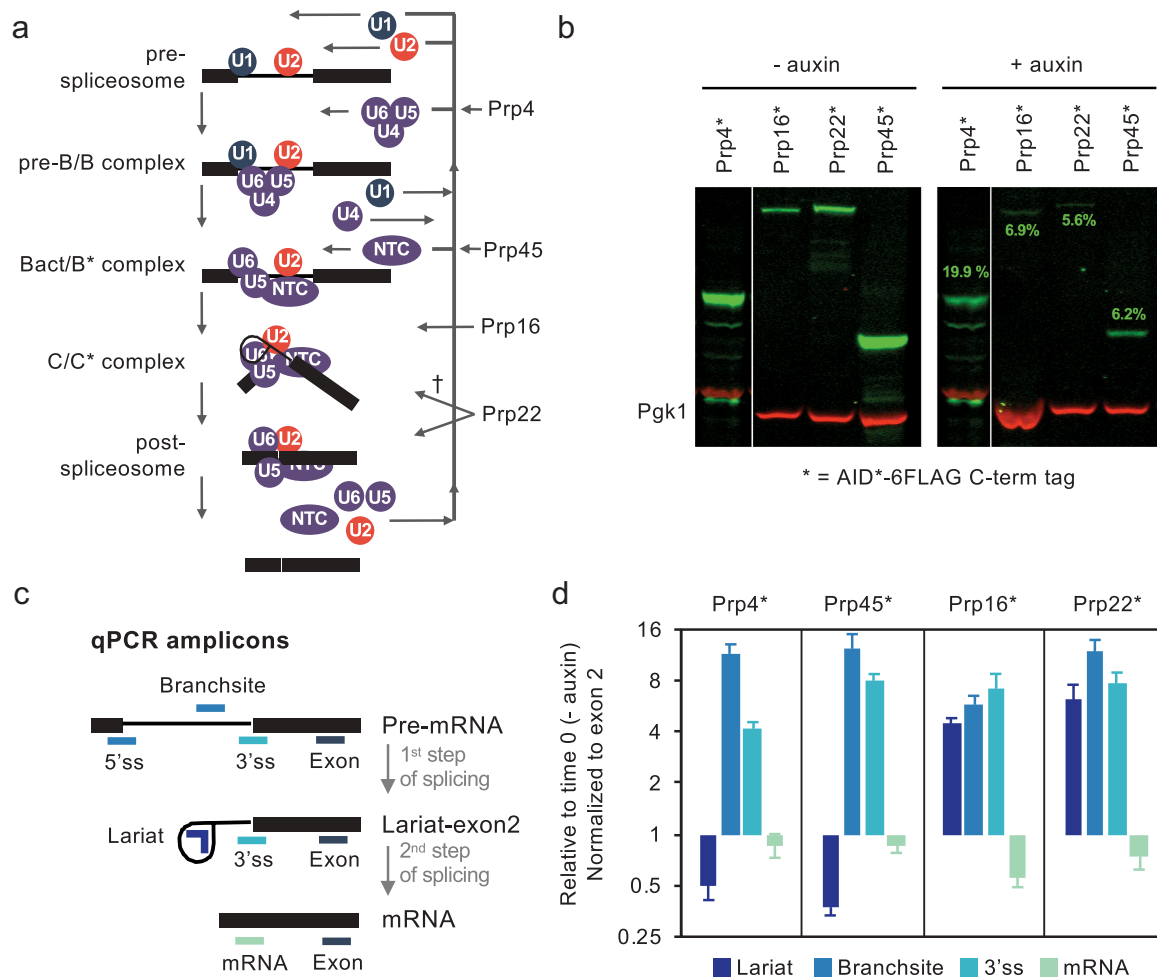 a
U1
U2
pre-
spliceosome
U1
U2
U6
U5
U4
Prp4
pre-B/B complex
U1
U2
U6
U5
U4
U1
U4
NTC
Prp45
Bact/B* complex
U6
U2
U5
NTC
Prp16
C/C* complex
U2
U6
NTC
U5
†
Prp22
post-
spliceosome
U6
U2
U5
NTC
U6
U5
NTC
U2
b
- auxin
+ auxin
Prp4*
Prp16*
Prp22*
Prp45*
Prp4*
Prp16*
Prp22*
Prp45*
6.9%
5.6%
19.9 %
6.2%
Pgk1
* = AID*-6FLAG C-term tag
c
qPCR amplicons
Branchsite
Pre-mRNA
5'ss
3'ss
Exon
1st step
of splicing
Lariat
Lariat-exon2
3'ss
Exon
2nd step
of splicing
mRNA
mRNA
Exon
d
Prp4*
Prp45*
Prp16*
Prp22*
Relative to time 0 (- auxin)
Normalized to exon 2
16
8
4
2
1
0.5
0.25
Lariat
Branchsite
3'ss
mRNA